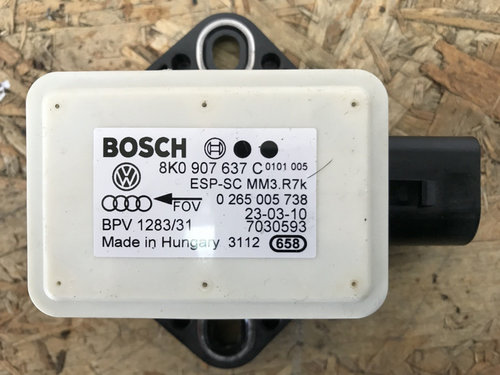 BOSCH
8K0 907 637 C 0101 005
ESP-SC MM3.R7k
FOV 0 265 005 738
23-03-10
BPV 1283/31 7030593
Made in Hungary 3112 658